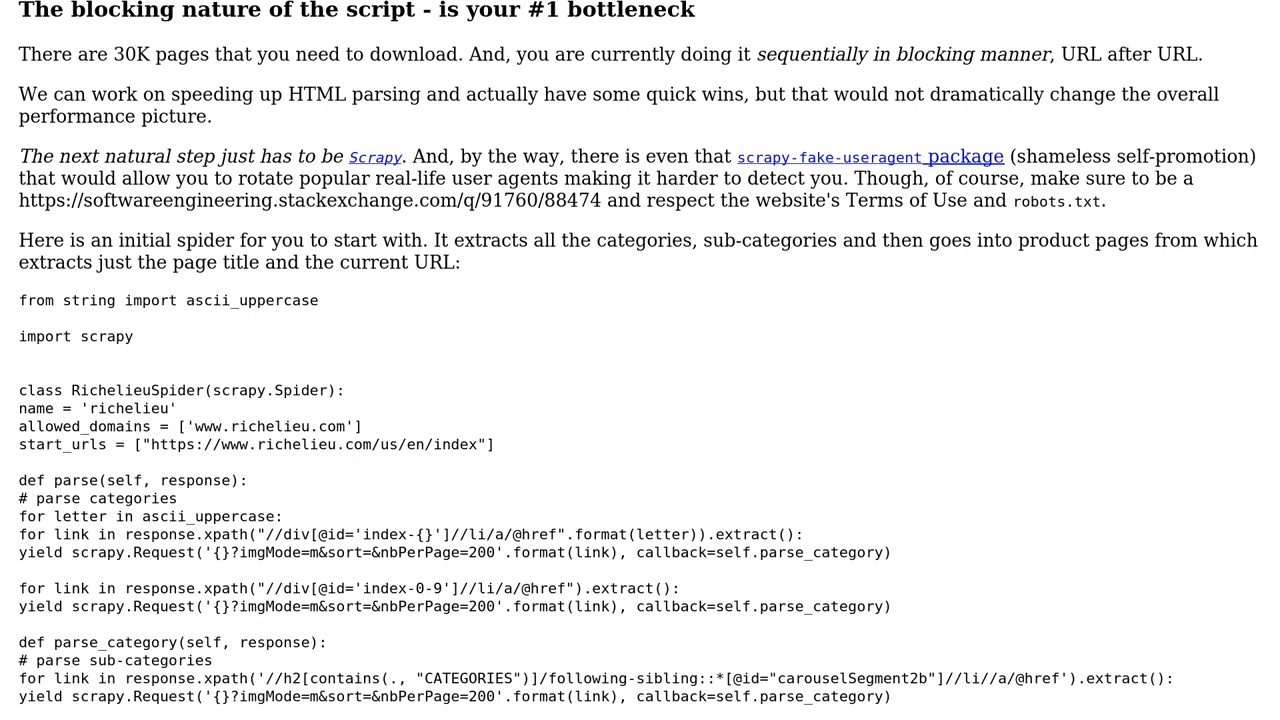 The blocking nature of the script - is your #1 bottleneck
There are 30K pages that you need to download. And, you are currently doing it sequentially in blocking manner, URL after URL.
We can work on speeding up HTML parsing and actually have some quick wins, but that would not dramatically change the overall
performance picture.
The next natural step just has to be Scrapy. And, by the way, there is even that scrapy-fake-useragent package (shameless self-promotion)
that would allow you to rotate popular real-life user agents making it harder to detect you. Though, of course, make sure to be a
https://softwareengineering.stackexchange.com/q/91760/88474 and respect the website's Terms of Use and robots.txt.
Here is an initial spider for you to start with. It extracts all the categories, sub-categories and then goes into product pages from which
extracts just the page title and the current URL:
from string import ascii_uppercase
import scrapy
class RichelieuSpider(scrapy.Spider):
name = 'richelieu'
allowed_domains = ['www.richelieu.com']
start_urls = ["https://www.richelieu.com/us/en/index"]
def parse(self, response):
# parse categories
for letter in ascii_uppercase:
for link in response.xpath("//div[@id='index-{}']//li/a/@href".format(letter)).extract():
yield scrapy.Request('{}?imgMode=m&sort=&nbPerPage=200'.format(link), callback=self.parse_category)
for link in response.xpath("//div[@id='index-0-9']//li/a/@href").extract():
yield scrapy.Request('{}?imgMode=m&sort=&nbPerPage=200'.format(link), callback=self.parse_category)
def parse_category(self, response):
# parse sub-categories
for link in response.xpath('//h2[contains(., "CATEGORIES")]/following-sibling::*[@id="carouselSegment2b"]//li//a/@href').extract():
yield scrapy.Request('{}?imgMode=m&sort=&nbPerPage=200'.format(link), callback=self.parse_category)